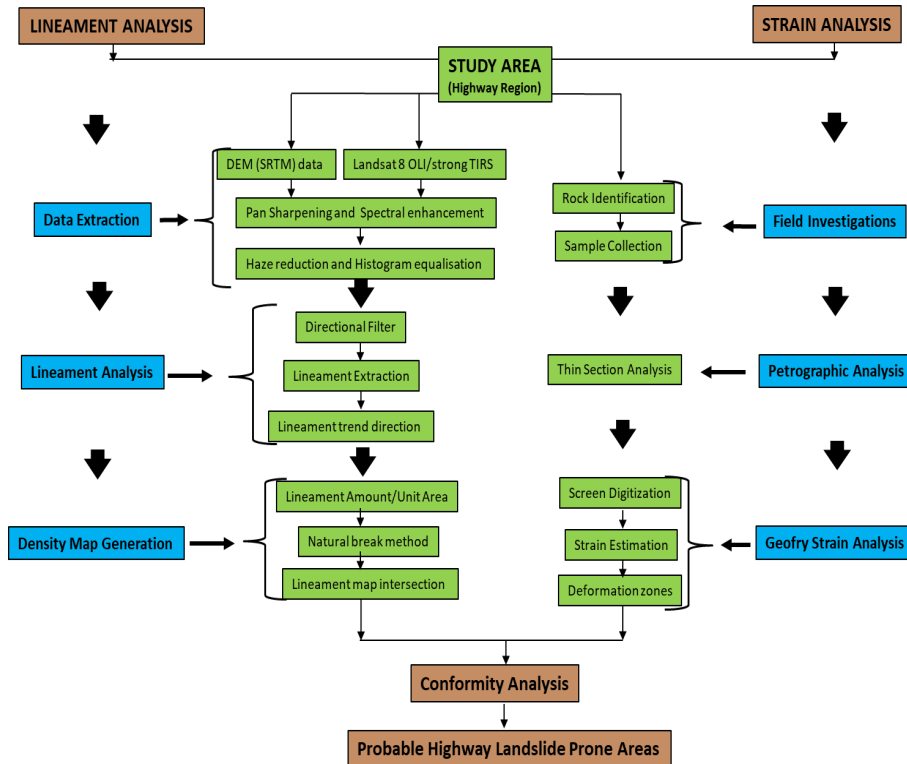 LINEAMENT ANALYSIS
STRAIN ANALYSIS
STUDY AREA
(Highway Region)
DEM (SRTM) data
Landsat 8 OLI/strong TIRS
Rock Identification
Data Extraction
Pan Sharpening and Spectral enhancement
Field Investigations
Sample Collection
Haze reduction and Histogram equalisation
Directional Filter
Lineament Analysis
Lineament Extraction
Thin Section Analysis
Petrographic Analysis
Lineament trend direction
Lineament Amount/Unit Area
Screen Digitization
Density Map Generation
Natural break method
Strain Estimation
Geofry Strain Analysis
Lineament map intersection
Deformation zones
Conformity Analysis
Probable Highway Landslide Prone Areas